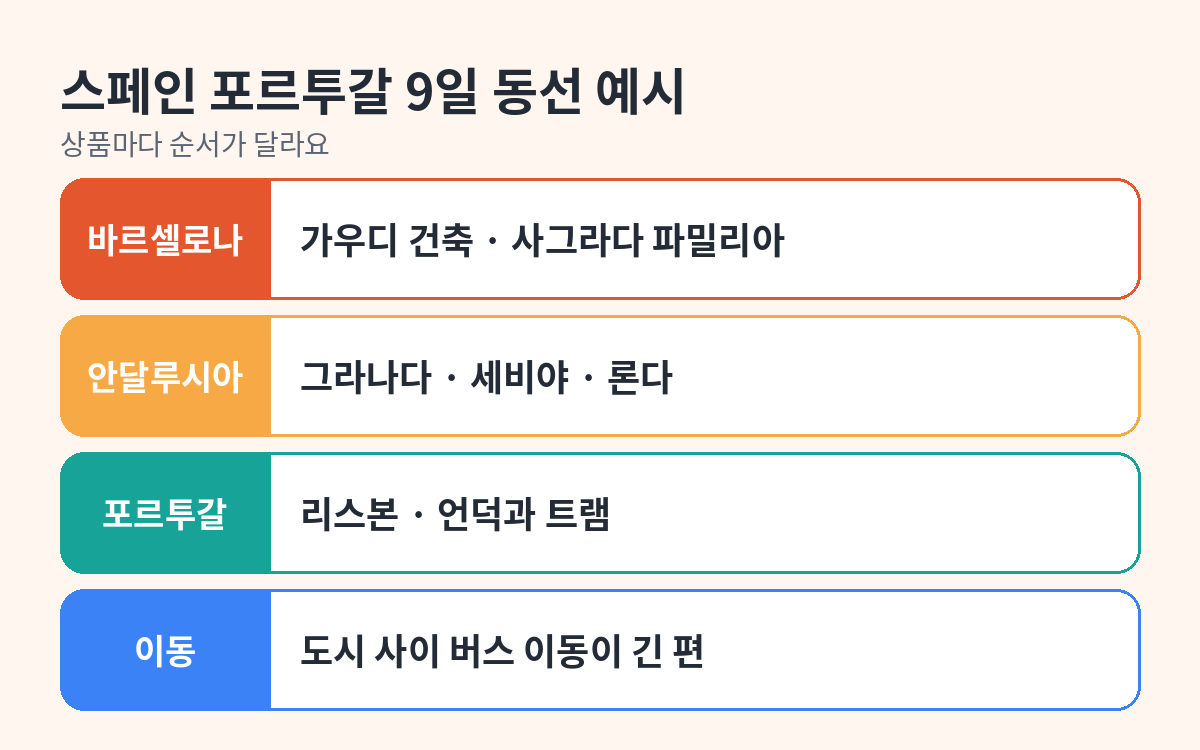 스페인 포르투갈 9일 동선 예시
상품마다 순서가 달라요
바르셀로나
가우디 건축 · 사그라다 파밀리아
안달루시아
그라나다 · 세비야 · 론다
포르투갈
리스본 · 언덕과 트램
이동
도시 사이 버스 이동이 긴 편